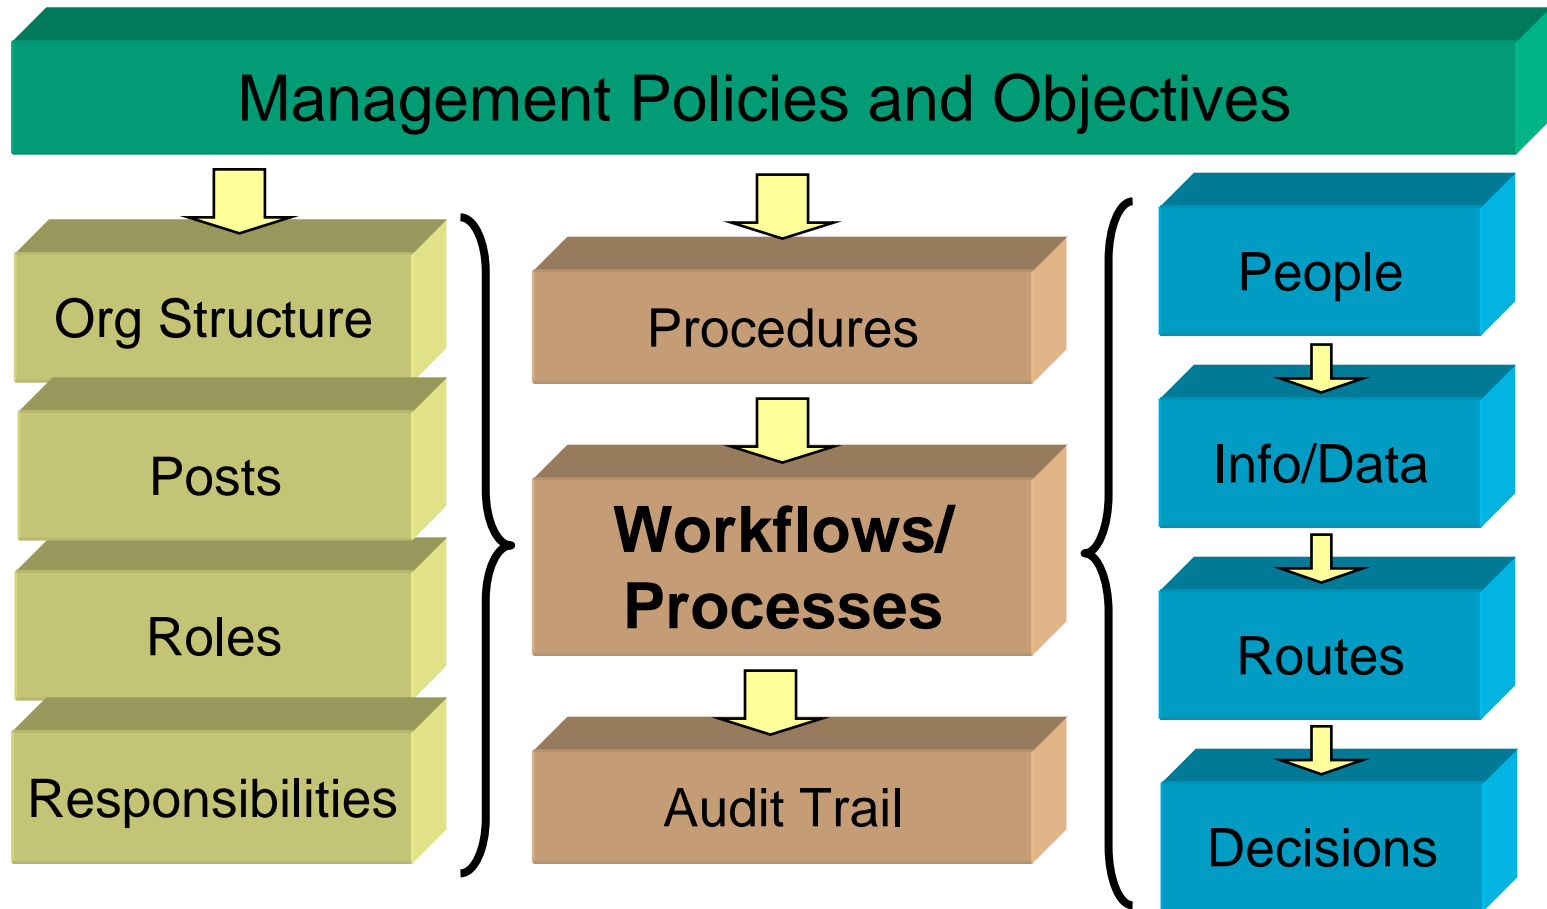 Management Policies and Objectives
Org Structure
Posts
Roles
Responsibilities
Procedures
Workflows/
Processes
Audit Trail
People
Info/Data
Routes
Decisions